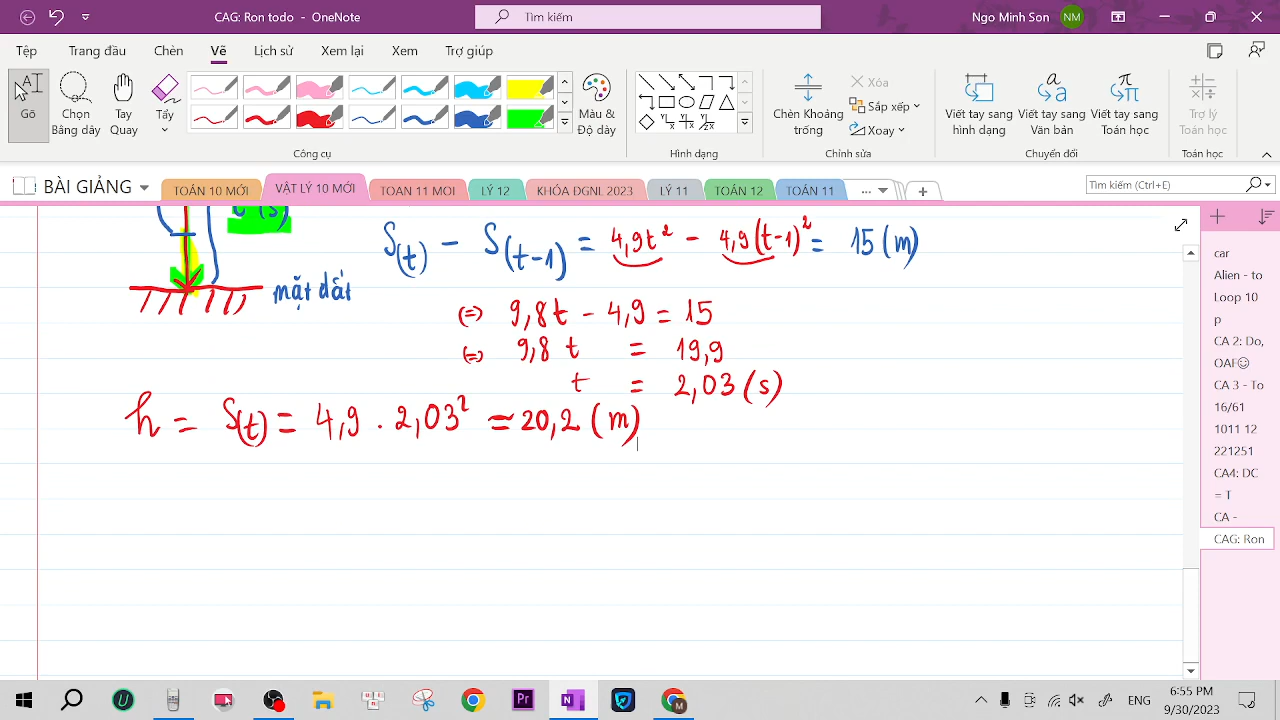 CAG: Ron todo - OneNote
Tìm kiếm
Ngo Minh Son
NM
Tệp Trang đầu Chèn Vẽ Lịch sử Xem lại Xem Trợ giúp
Gõ
Chọn Bằng dây
Tay Quay
Tẩy
Màu & Độ dày
Chèn Khoảng trống
Xóa
Sắp xếp
Xoay
Viết tay sang hình dạng
Viết tay sang Văn bản
Viết tay sang Toán học
Trợ lý Toán học
Công cụ
Hình dạng
Chỉnh sửa
Chuyển đổi
Toán học
BÀI GIẢNG
TOÁN 10 MỚI
VẬT LÝ 10 MỚI
TOAN 11 MOI
LÝ 12
KHÓA ĐGNL 2023
LÝ 11
TOÁN 12
TOÁN 11
...
Tìm kiếm (Ctrl+E)
S(t) - S(t-1) = 4,9t² - 4,9(t-1)² = 15 (m)
mặt đất
(=) 9,8t - 4,9 = 15
(=) 9,8 t = 19,9
t = 2,03 (s)
h = S(t) = 4,9 . 2,03² ≃ 20,2 (m)
car
Alien - to
Loop 10
p
CA 2: Do,
OAI☺
CA 3 - To
16/61
1011 12
221251
CA4: DC
= T
CA -
CAG: Ron
ENG
6:55 PM
9/30/2023